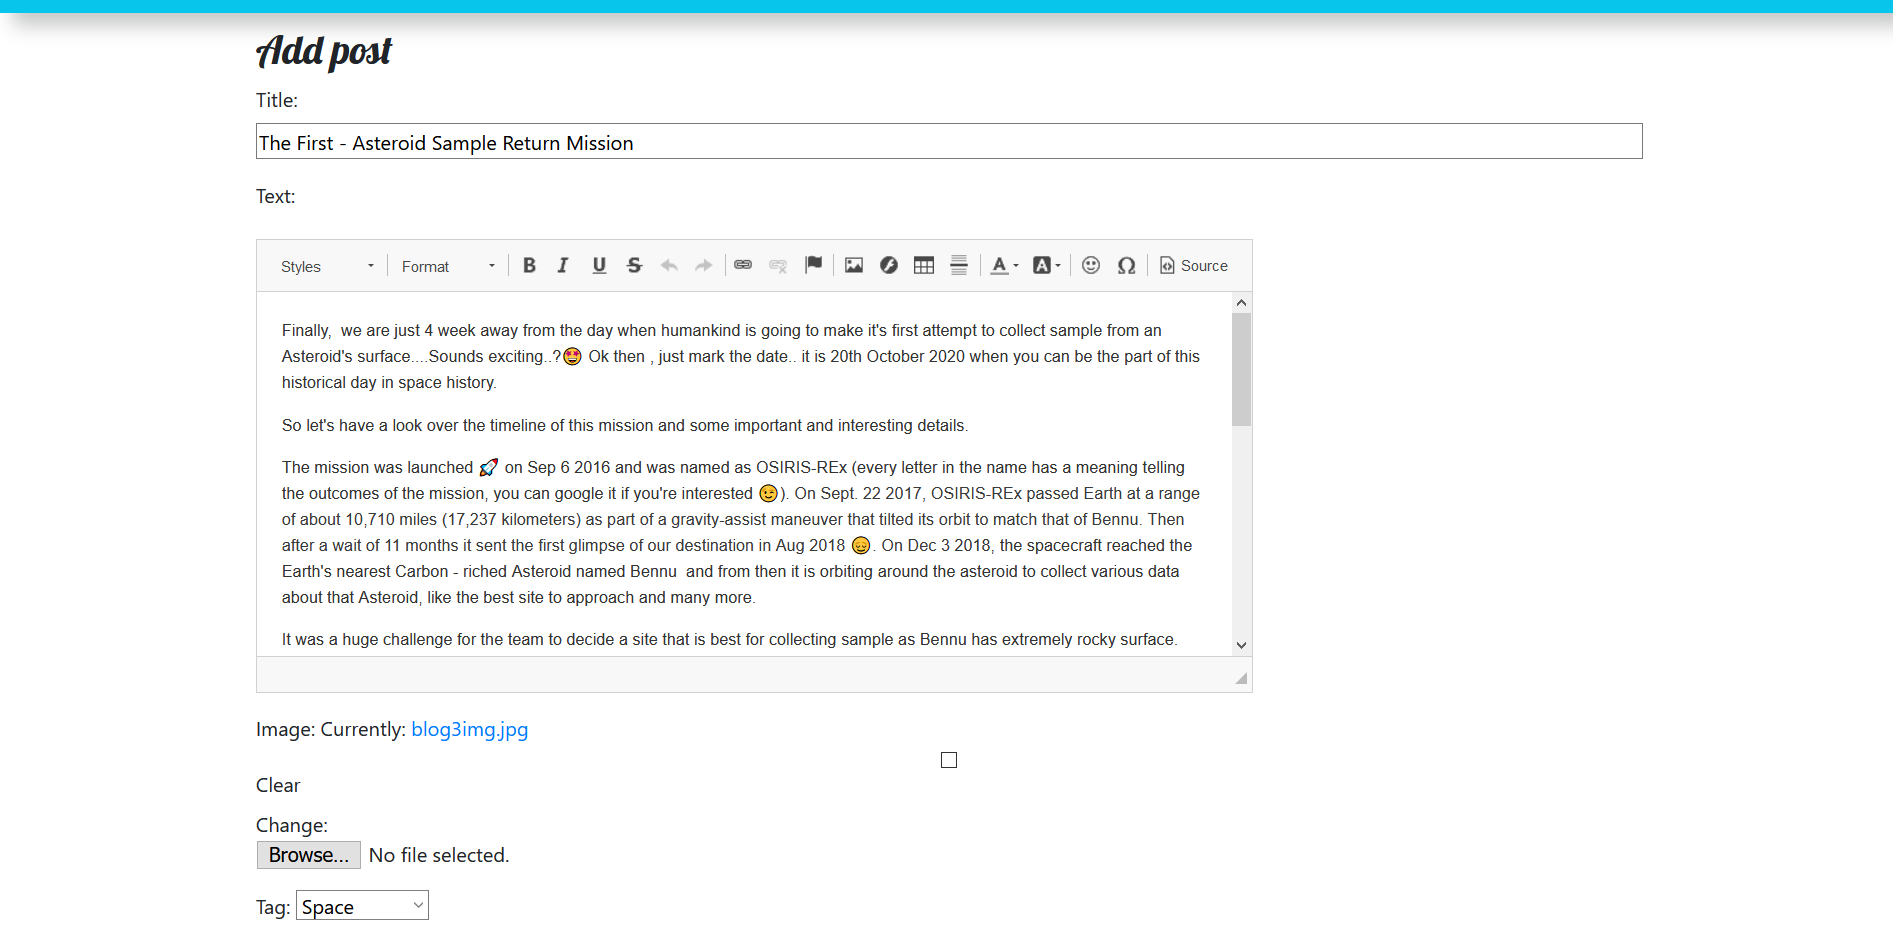 Add post
Title:
The First - Asteroid Sample Return Mission
Text:
Styles Format B I U S A A Ω Source
Finally,  we are just 4 week away from the day when humankind is going to make it's first attempt to collect sample from an
Asteroid's surface....Sounds exciting..?🤩 Ok then , just mark the date.. it is 20th October 2020 when you can be the part of this
historical day in space history.
So let's have a look over the timeline of this mission and some important and interesting details.
The mission was launched 🚀 on Sep 6 2016 and was named as OSIRIS-REx (every letter in the name has a meaning telling
the outcomes of the mission, you can google it if you're interested 😉). On Sept. 22 2017, OSIRIS-REx passed Earth at a range
of about 10,710 miles (17,237 kilometers) as part of a gravity-assist maneuver that tilted its orbit to match that of Bennu. Then
after a wait of 11 months it sent the first glimpse of our destination in Aug 2018 😌. On Dec 3 2018, the spacecraft reached the
Earth's nearest Carbon - riched Asteroid named Bennu  and from then it is orbiting around the asteroid to collect various data
about that Asteroid, like the best site to approach and many more.
It was a huge challenge for the team to decide a site that is best for collecting sample as Bennu has extremely rocky surface.
Image: Currently: blog3img.jpg
Clear
Change:
Browse... No file selected.
Tag: Space